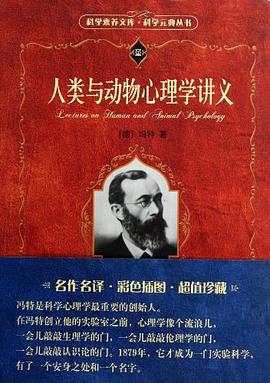 科学素养文库·科学元典丛书
人类与动物心理学讲义
Lectures on Human and Animal Psychology
[德] 冯特 著
名作名译·彩色插图·超值珍藏
冯特是科学心理学最重要的创始人。
在冯特创立他的实验室之前，心理学像个流浪儿，
一会儿敲敲生理学的门，一会儿敲敲伦理学的门，
一会儿敲敲认识论的门。1879年，它才成为一门实验科学，
有了一个安身之处和一个名字。